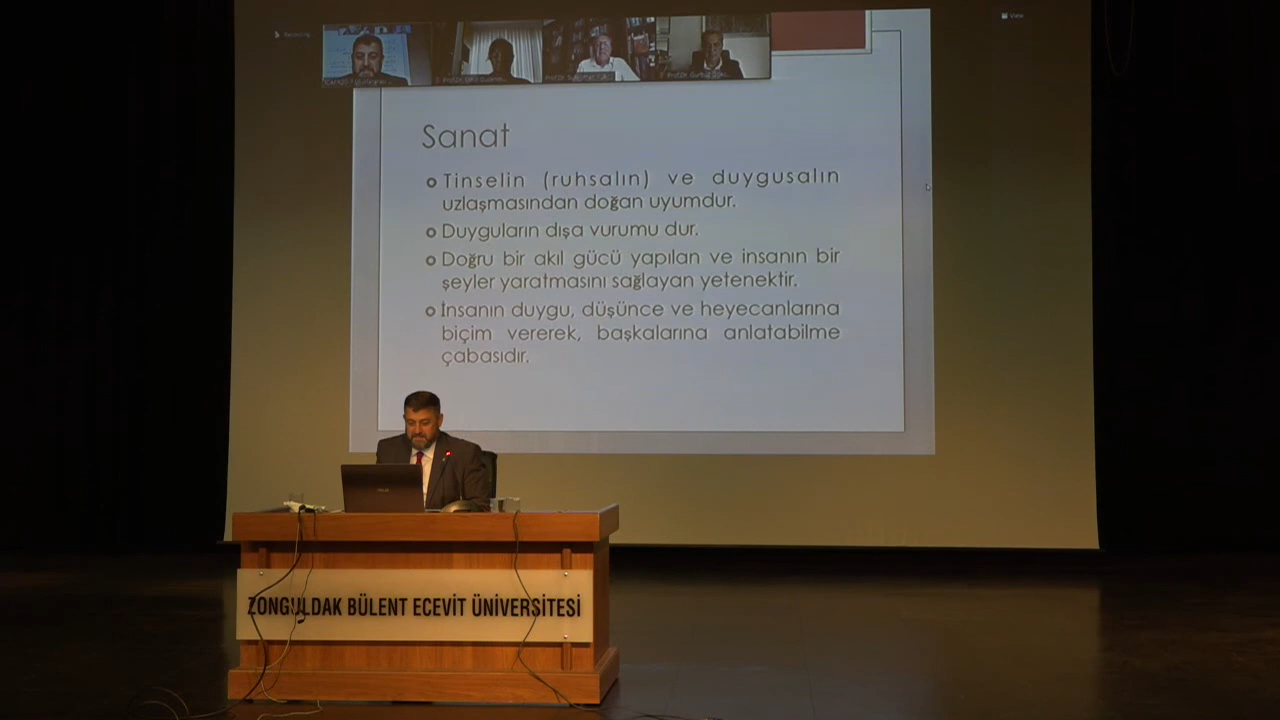 Recording
View
Sanat
Tinselin (ruhsalın) ve duygusalın
uzlaşmasından doğan uyumdur.
Duyguların dışa vurumu dur.
Doğru bir akıl gücü yapılan ve insanın bir
şeyler yaratmasını sağlayan yetenektir.
İnsanın duygu, düşünce ve heyecanlarına
biçim vererek, başkalarına anlatabilme
çabasıdır.
ZONGULDAK BÜLENT ECEVİT ÜNİVERSİTESİ